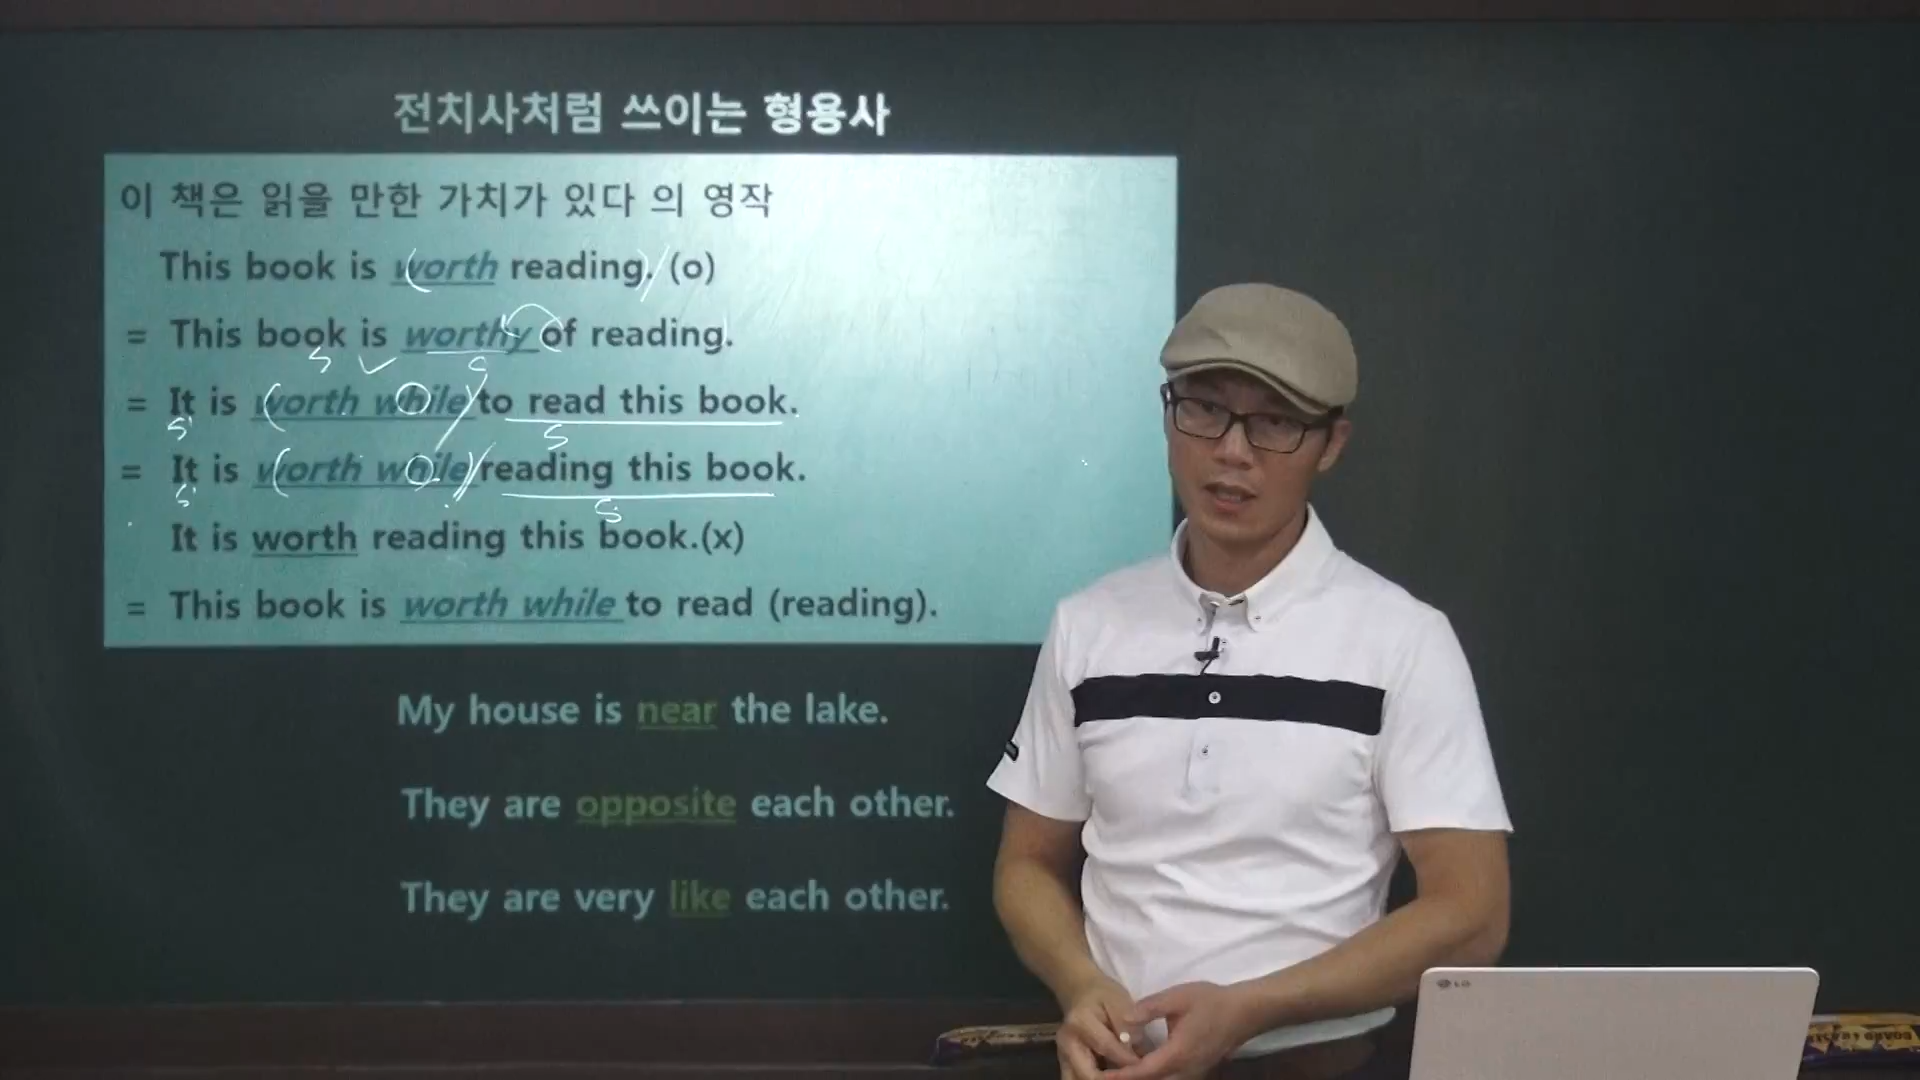 전치사처럼 쓰이는 형용사
이 책은 읽을 만한 가치가 있다 의 영작
This book is worth reading. (o)
= This book is worthy of reading.
= It is worth while to read this book.
= It is worth while reading this book.
It is worth reading this book.(x)
= This book is worth while to read (reading).
My house is near the lake.
They are opposite each other.
They are very like each other.
LG